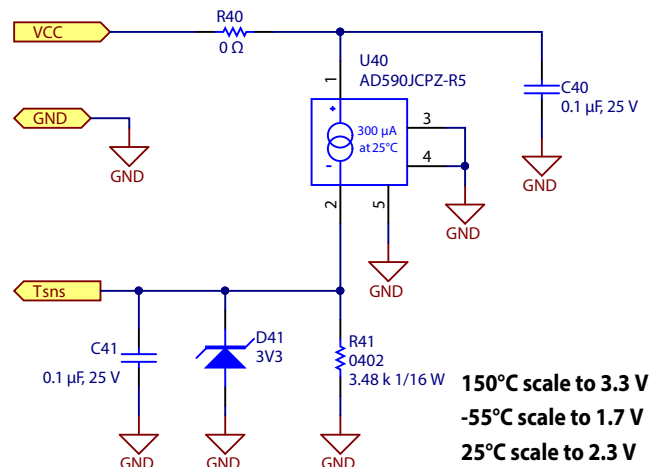 R40
VCC
0 Ω
U40
AD590JCPZ-R5
1
C40
0.1 µF, 25 V
GND
+
300 µA
at 25°C
-
3
4
GND
2
5
GND
GND
Tsns
C41
0.1 µF, 25 V
D41
3V3
R41
0402
3.48 k 1/16 W
GND
GND
GND
GND
150°C scale to 3.3 V
-55°C scale to 1.7 V
25°C scale to 2.3 V